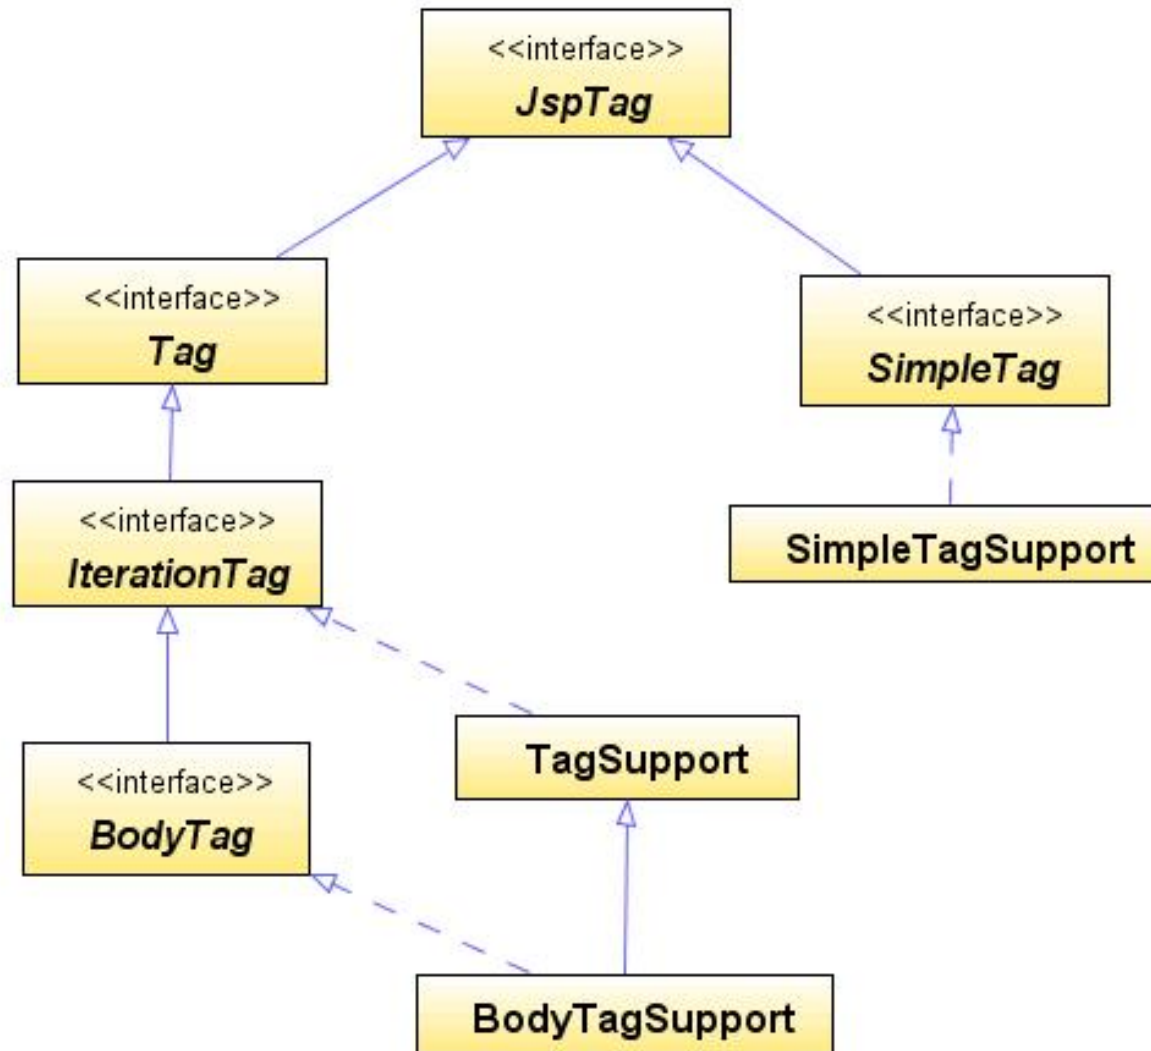 <<interface>>
JspTag
<<interface>>
Tag
<<interface>>
SimpleTag
<<interface>>
IterationTag
SimpleTagSupport
<<interface>>
BodyTag
TagSupport
BodyTagSupport